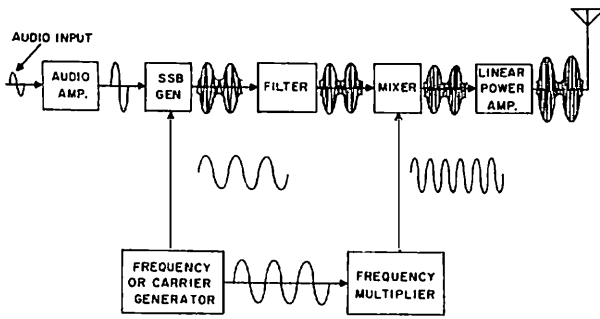 AUDIO INPUT
AUDIO
AMP.
SSB
GEN
FILTER
MIXER
LINEAR
POWER
AMP.
FREQUENCY
OR CARRIER
GENERATOR
FREQUENCY
MULTIPLIER